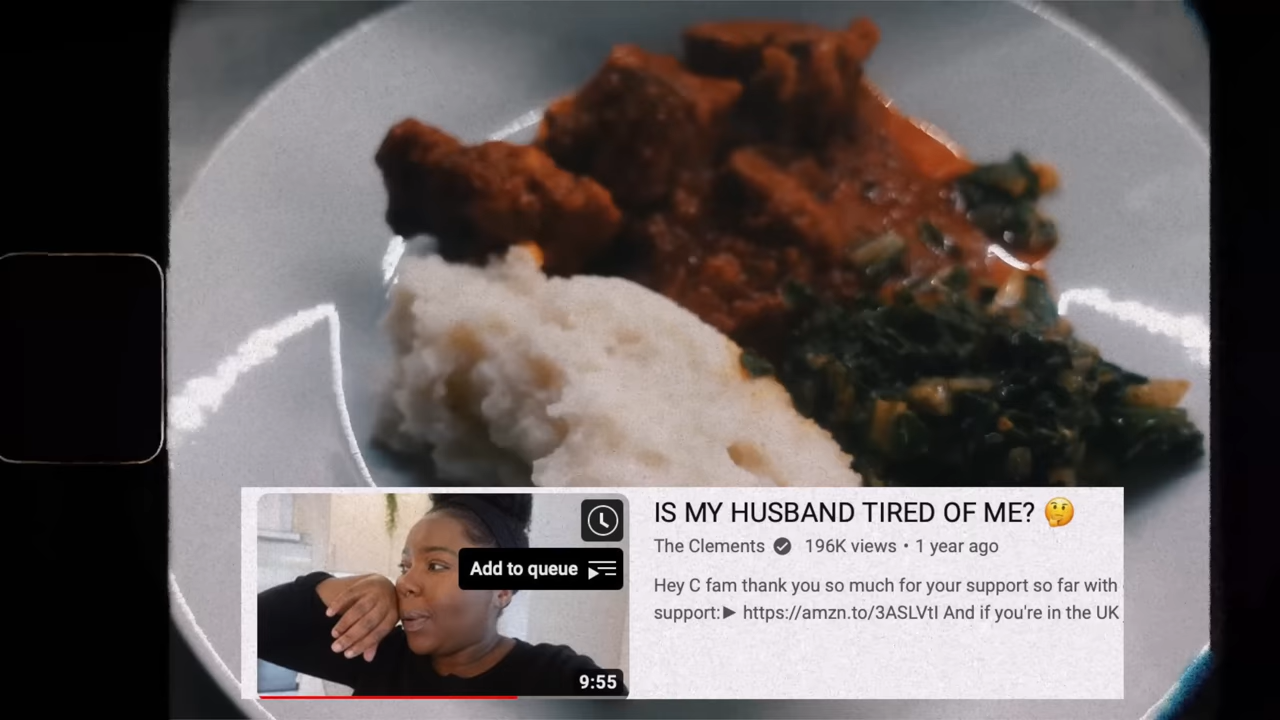 IS MY HUSBAND TIRED OF ME? 🤔
The Clements 196K views • 1 year ago
Add to queue
Hey C fam thank you so much for your support so far with
support:▶ https://amzn.to/3ASLVtI And if you're in the UK
9:55